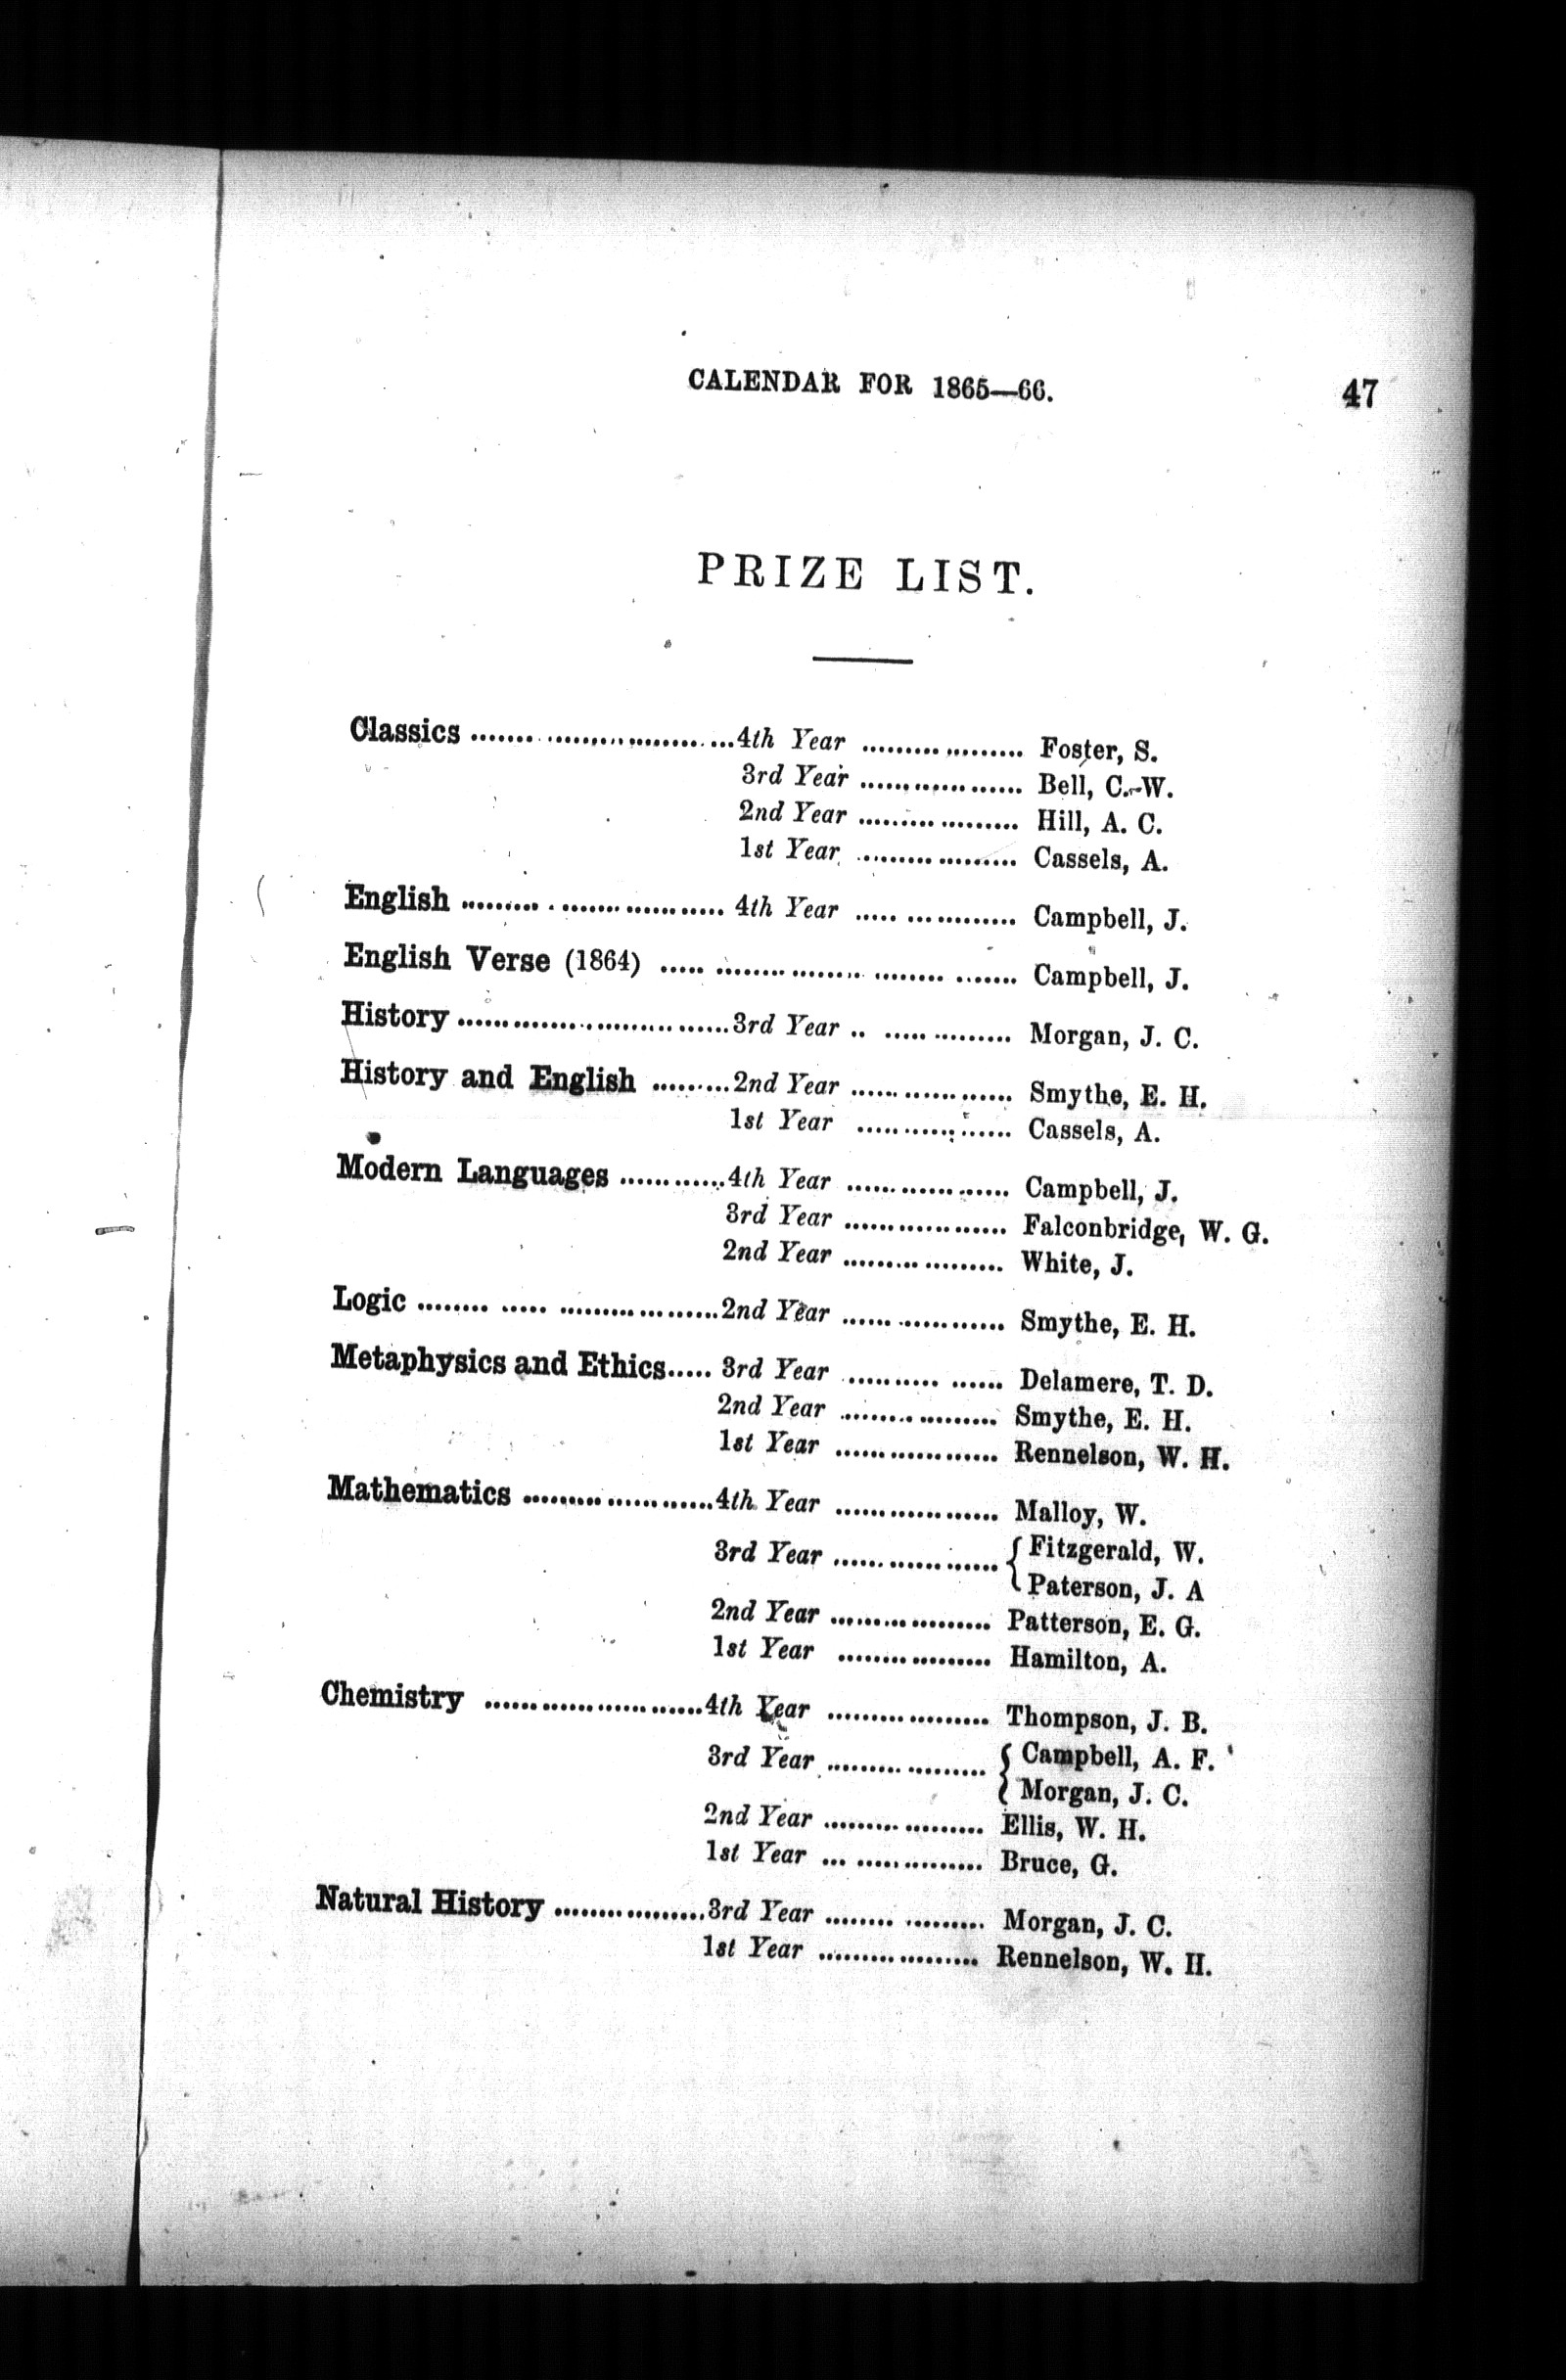 CALENDAR FOR 1865—66. 47
PRIZE LIST.
Classics ........ 4th Year ........ Foster, S.
3rd Year ........ Bell, C. W.
2nd Year ........ Hill, A. C.
1st Year ........ Cassels, A.
English ........ 4th Year ........ Campbell, J.
English Verse (1864) ........ Campbell, J.
History ........ 3rd Year ........ Morgan, J. C.
History and English ........ 2nd Year ........ Smythe, E. H.
1st Year ........ Cassels, A.
Modern Languages ........ 4th Year ........ Campbell, J.
3rd Year ........ Falconbridge, W. G.
2nd Year ........ White, J.
Logic ........ 2nd Year ........ Smythe, E. H.
Metaphysics and Ethics ..... 3rd Year ........ Delamere, T. D.
2nd Year ........ Smythe, E. H.
1st Year ........ Rennelson, W. H.
Mathematics ........ 4th Year ........ Malloy, W.
3rd Year ........ { Fitzgerald, W.
Paterson, J. A
2nd Year ........ Patterson, E. G.
1st Year ........ Hamilton, A.
Chemistry ........ 4th Year ........ Thompson, J. B.
3rd Year ........ { Campbell, A. F.
Morgan, J. C.
2nd Year ........ Ellis, W. H.
1st Year ........ Bruce, G.
Natural History ........ 3rd Year ........ Morgan, J. C.
1st Year ........ Rennelson, W. H.